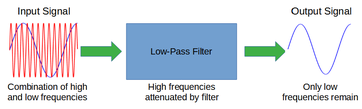 Input Signal
Output Signal
Low-Pass Filter
Combination of high
and low frequencies
High frequencies
attenuated by filter
Only low
frequencies remain